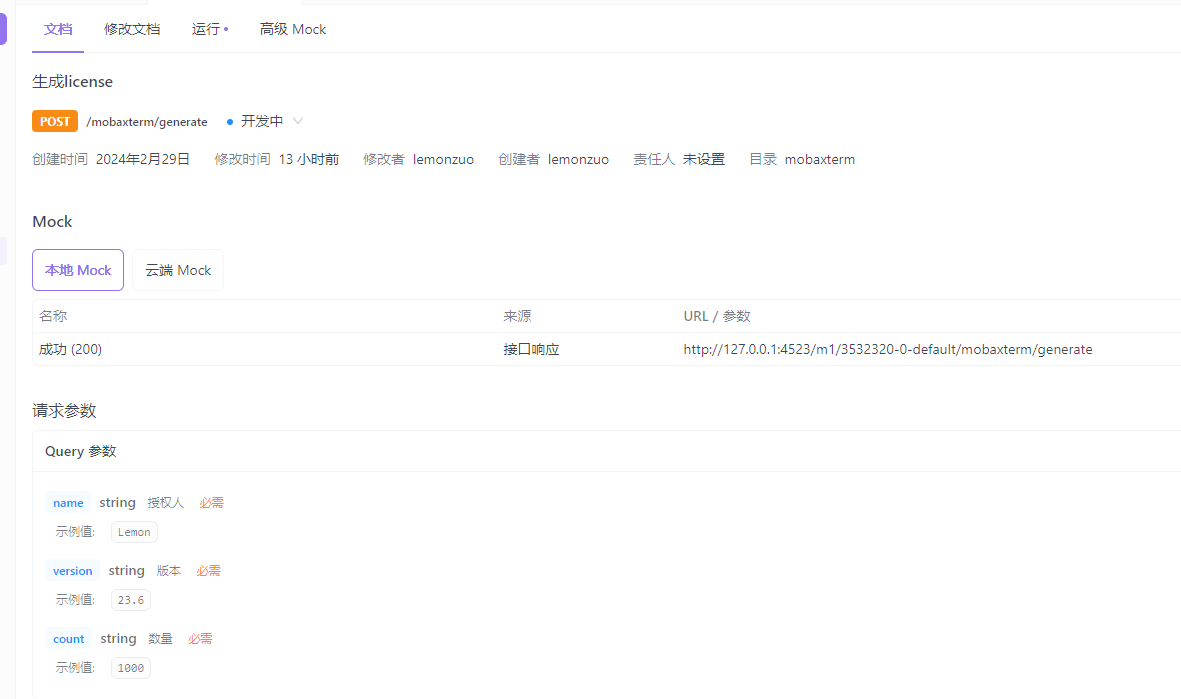 文档 修改文档 运行 高级 Mock
生成license
POST /mobaxterm/generate 开发中
创建时间 2024年2月29日 修改时间 13 小时前 修改者 lemonzuo 创建者 lemonzuo 责任人 未设置 目录 mobaxterm
Mock
本地 Mock 云端 Mock
名称 来源 URL / 参数
成功 (200) 接口响应 http://127.0.0.1:4523/m1/3532320-0-default/mobaxterm/generate
请求参数
Query 参数
name string 授权人 必需
示例值: Lemon
version string 版本 必需
示例值: 23.6
count string 数量 必需
示例值: 1000